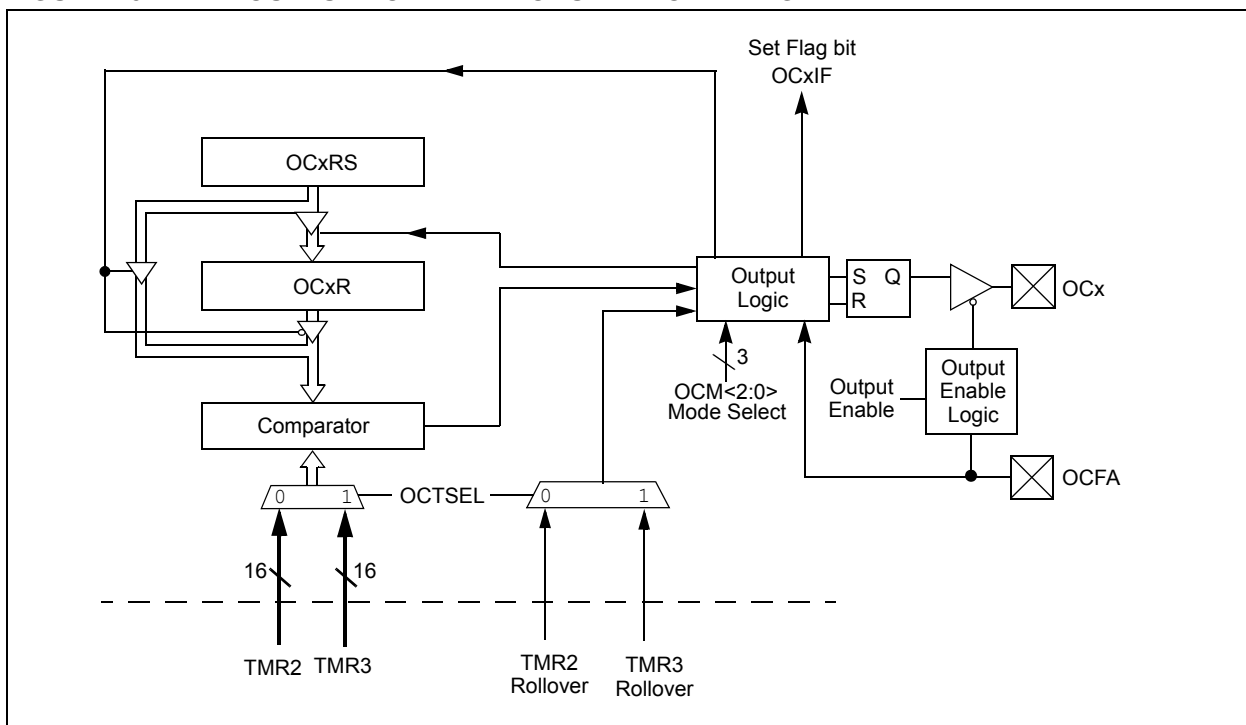 Set Flag bit
OCxIF
OCxRS
OCxR
Output
Logic
S Q
R
OCx
3
OCM<2:0>
Mode Select
Output
Enable
Output
Enable
Logic
Comparator
OCFA
0 1
OCTSEL
0 1
16
16
TMR2
TMR3
TMR2
Rollover
TMR3
Rollover